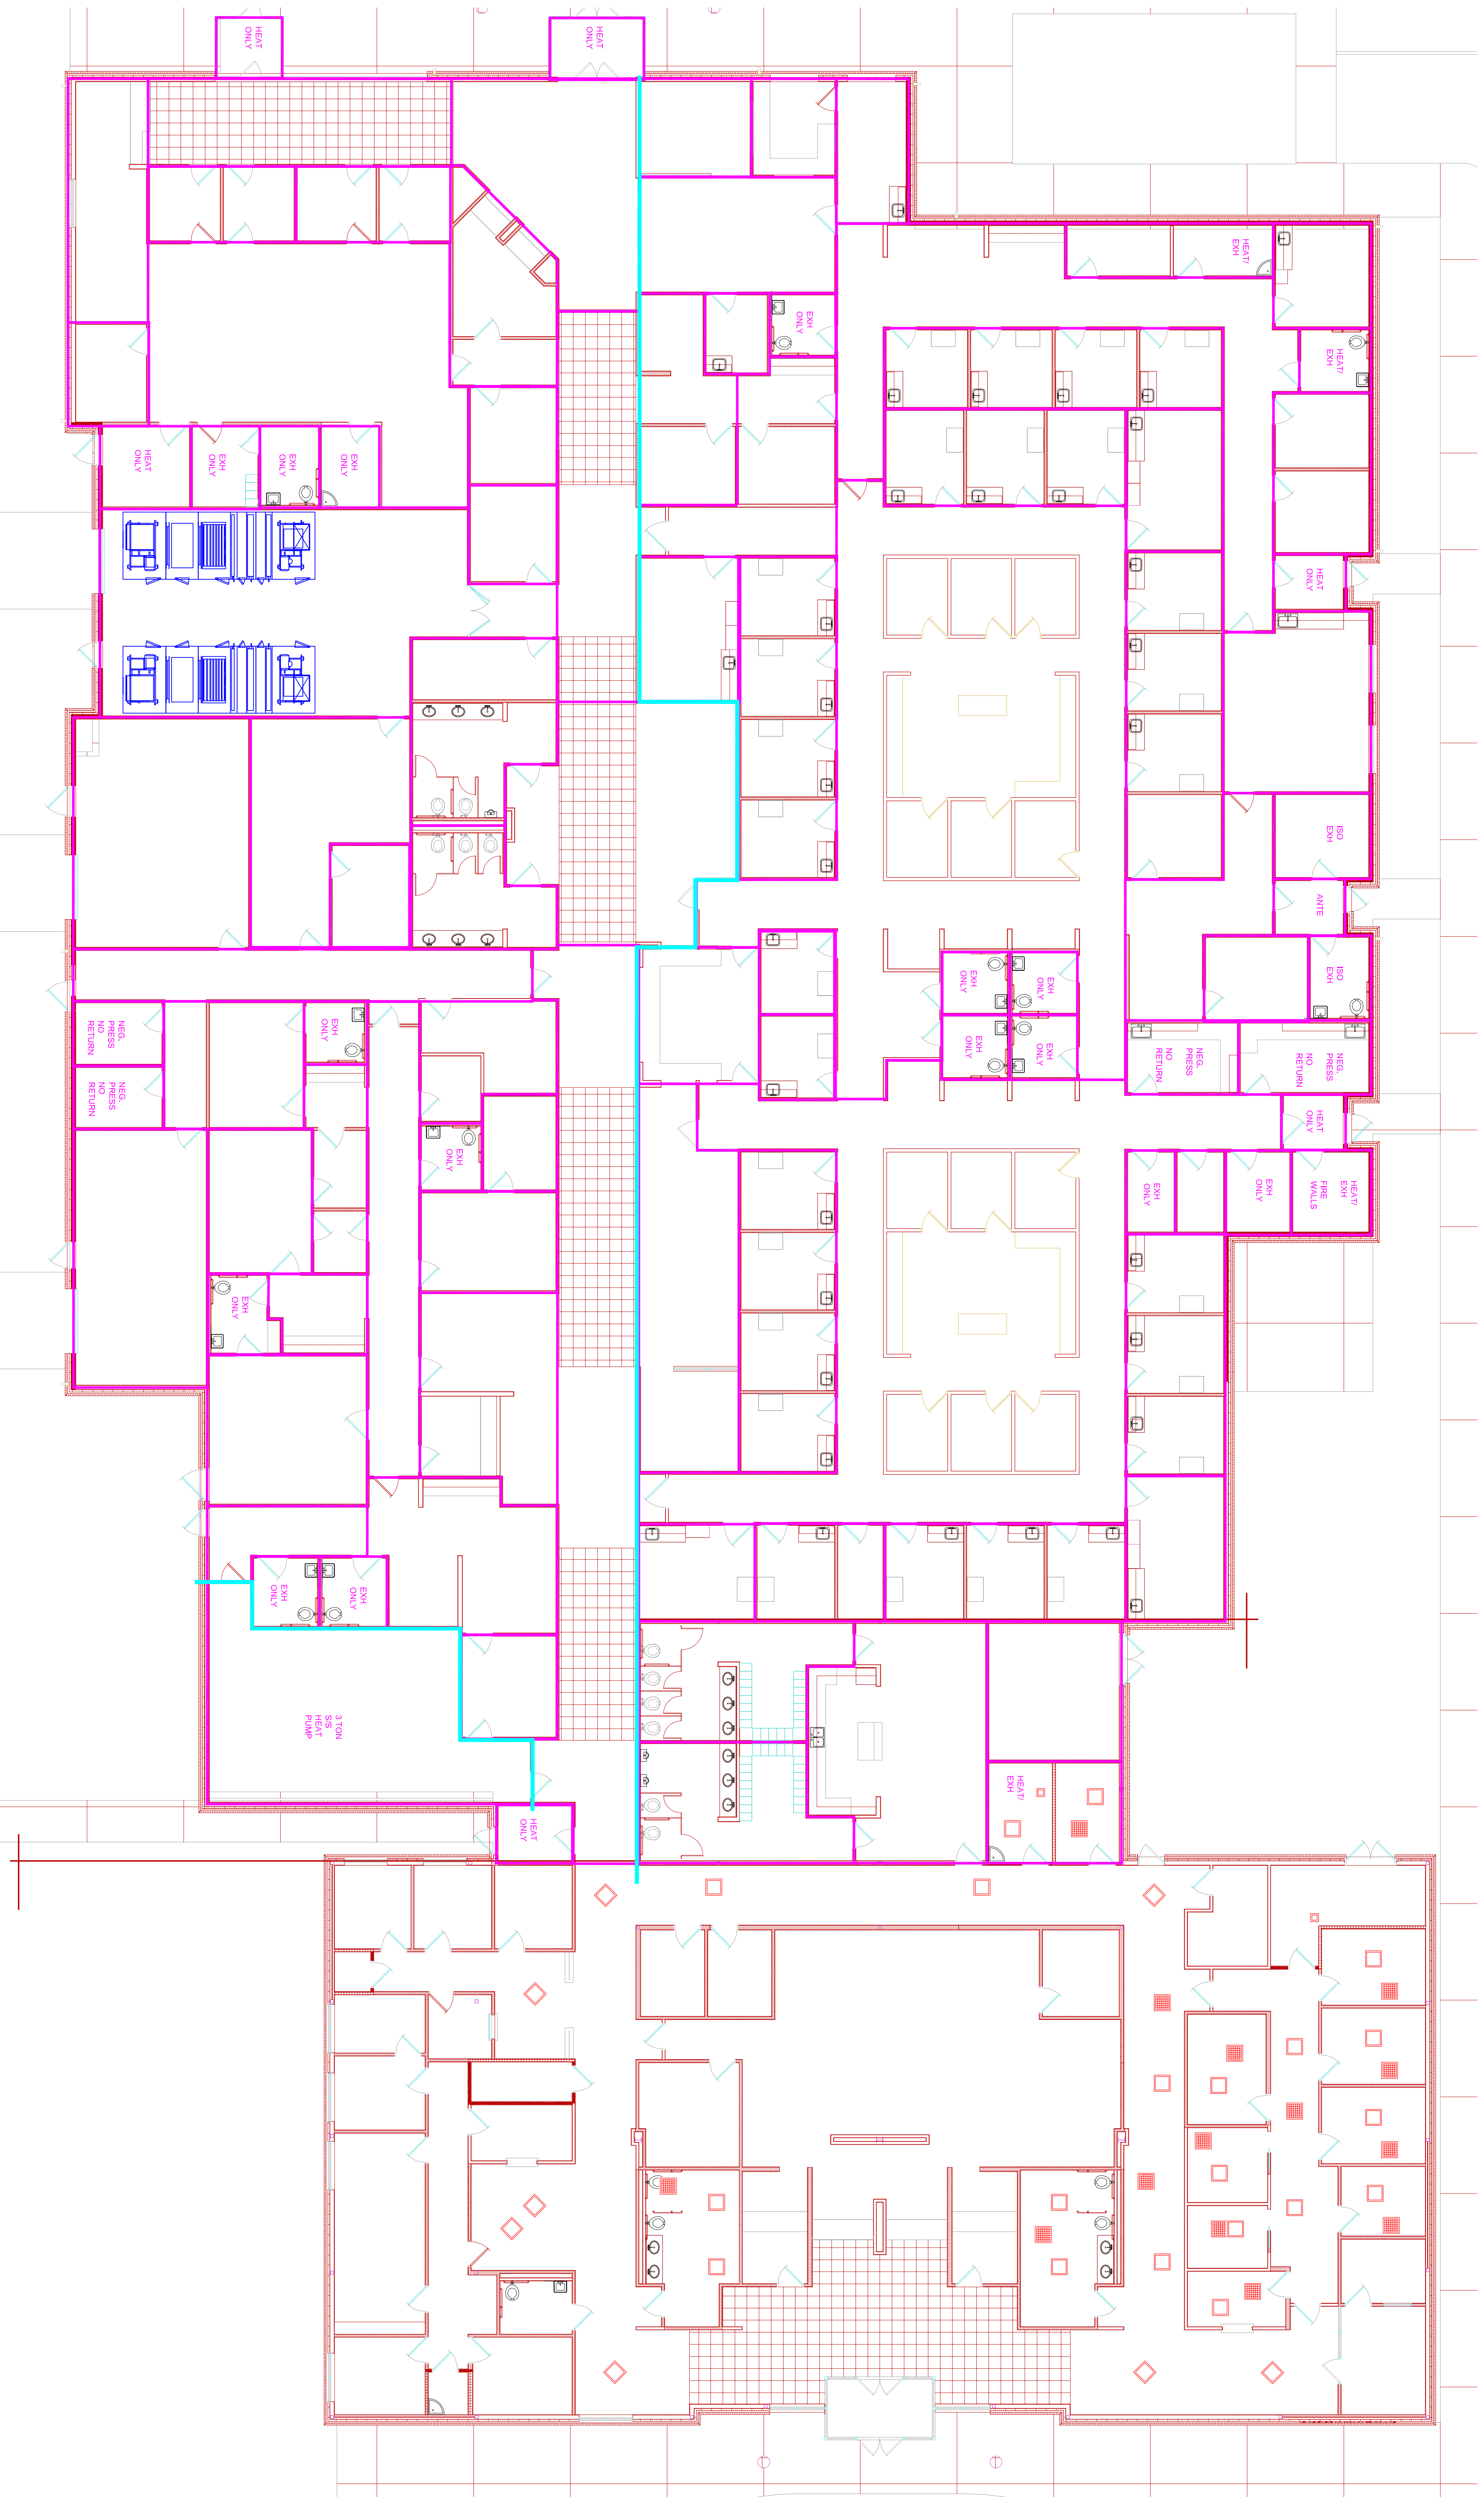 HEAT
ONLY
HEAT
ONLY
HEAT/
EXH
EXH
ONLY
HEAT/
EXH
HEAT
ONLY
EXH
ONLY
EXH
ONLY
EXH
ONLY
HEAT
ONLY
ISO
EXH
ANTE
EXH
ONLY
EXH
ONLY
ISO
EXH
NEG.
PRESS
NO
RETURN
EXH
ONLY
EXH
ONLY
EXH
ONLY
NEG.
PRESS
NO
RETURN
NEG.
PRESS
NO
RETURN
NEG.
PRESS
NO
RETURN
HEAT
ONLY
EXH
ONLY
EXH
ONLY
EXH
ONLY
HEAT/
EXH
FIRE
WALLS
EXH
ONLY
EXH
ONLY
EXH
ONLY
3 TON
S/S
HEAT
PUMP
HEAT/
EXH
HEAT
ONLY